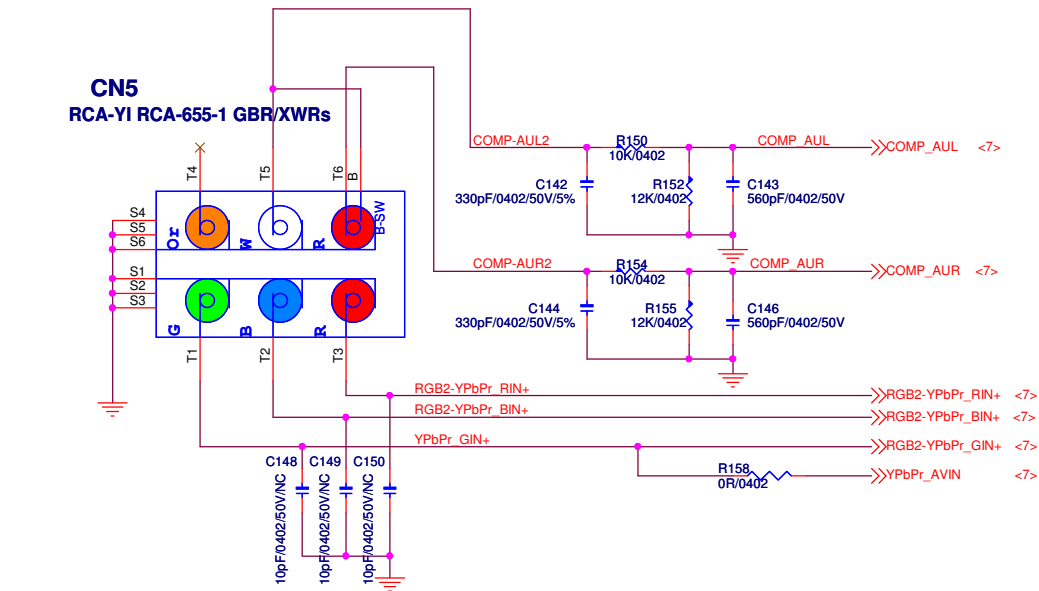 CN5
RCA-YI RCA-655-1 GBR/XWRs
T4
T5
T6
B
S4
S5
S6
S1
S2
S3
Or
W
R
B-SW
G
B
R
T1
T2
T3
COMP-AUL2
R150
10K/0402
COMP_AUL
COMP_AUL <7>
C142
330pF/0402/50V/5%
R152
12K/0402
C143
560pF/0402/50V
COMP-AUR2
R154
10K/0402
COMP_AUR
COMP_AUR <7>
C144
330pF/0402/50V/5%
R155
12K/0402
C146
560pF/0402/50V
RGB2-YPbPr_RIN+
RGB2-YPbPr_RIN+ <7>
RGB2-YPbPr_BIN+
RGB2-YPbPr_BIN+ <7>
YPbPr_GIN+
RGB2-YPbPr_GIN+ <7>
R158
0R/0402
YPbPr_AVIN <7>
C148
10pF/0402/50V/NC
C149
10pF/0402/50V/NC
C150
10pF/0402/50V/NC